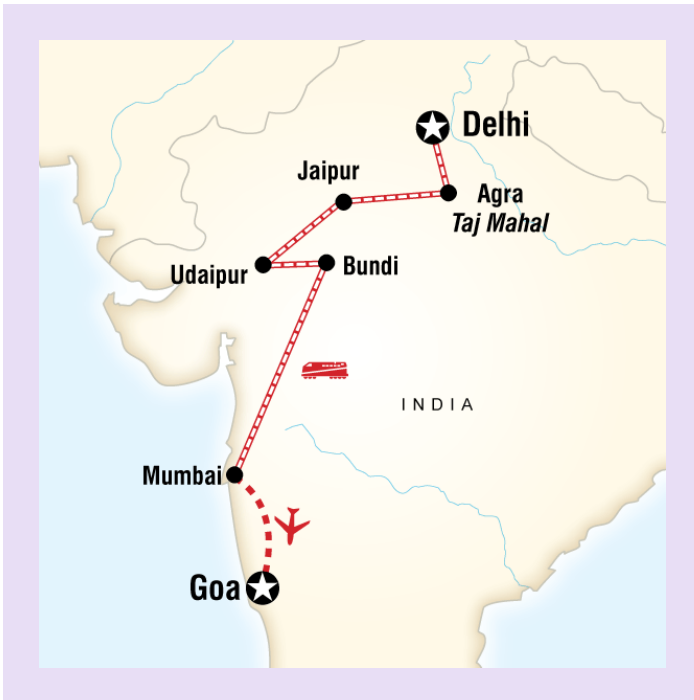 Delhi
Jaipur
Agra
Taj Mahal
Udaipur
Bundi
INDIA
Mumbai
Goa